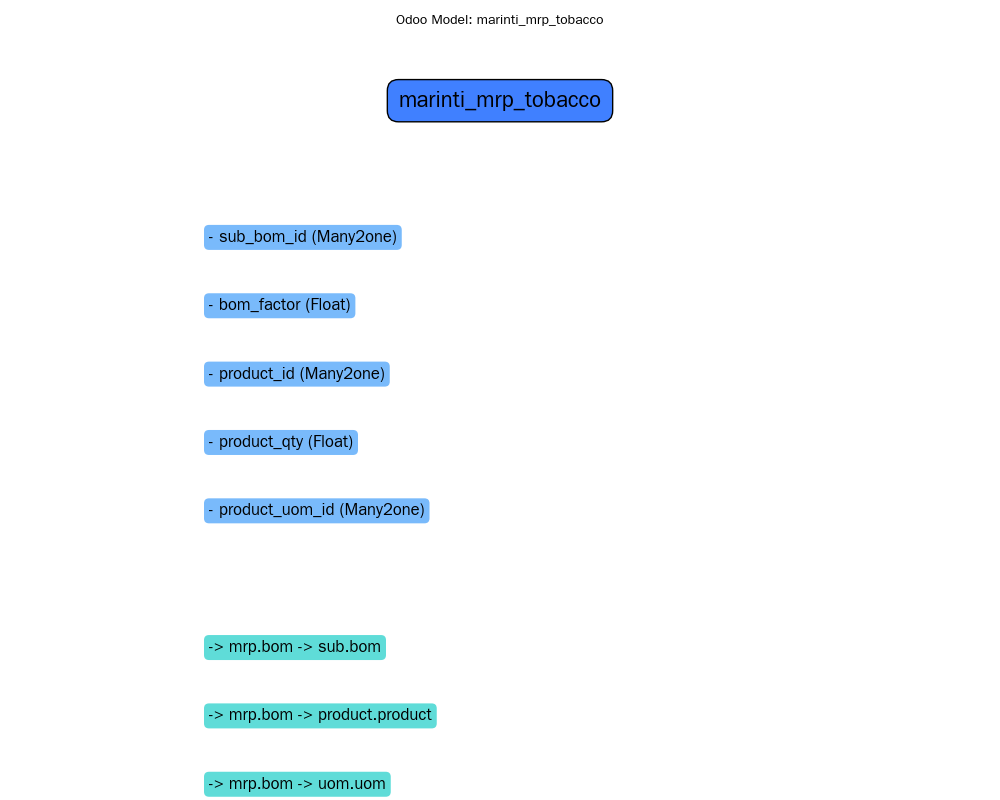 Odoo Model: marinti_mrp_tobacco
marinti_mrp_tobacco
- sub_bom_id (Many2one)
- bom_factor (Float)
- product_id (Many2one)
- product_qty (Float)
- product_uom_id (Many2one)
-> mrp.bom -> sub.bom
-> mrp.bom -> product.product
-> mrp.bom -> uom.uom